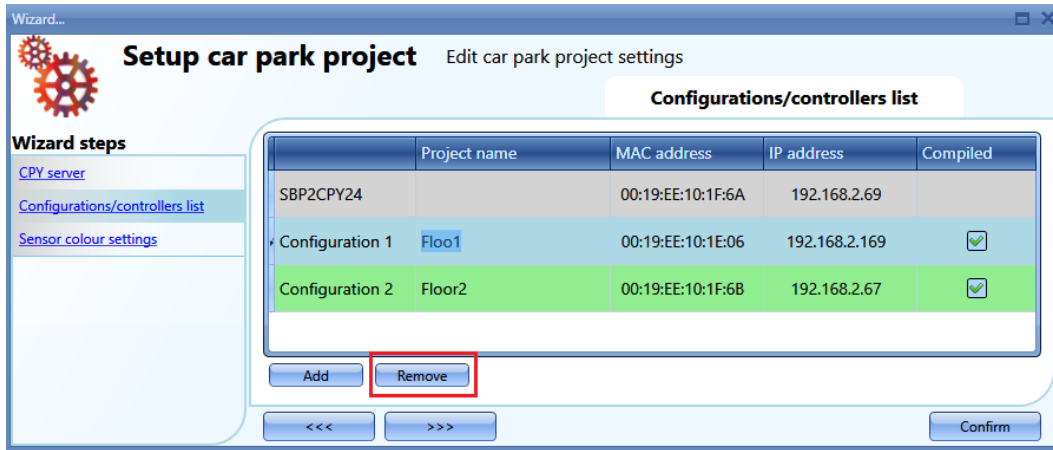 Wizard...
Setup car park project Edit car park project settings
Configurations/controllers list
Wizard steps
CPY server
Configurations/controllers list
Sensor colour settings
Project name MAC address IP address Compiled
SBP2CPY24 00:19:EE:10:1F:6A 192.168.2.69
Configuration 1 Floo1 00:19:EE:10:1E:06 192.168.2.169
Configuration 2 Floor2 00:19:EE:10:1F:6B 192.168.2.67
Add Remove
<<< >>> Confirm